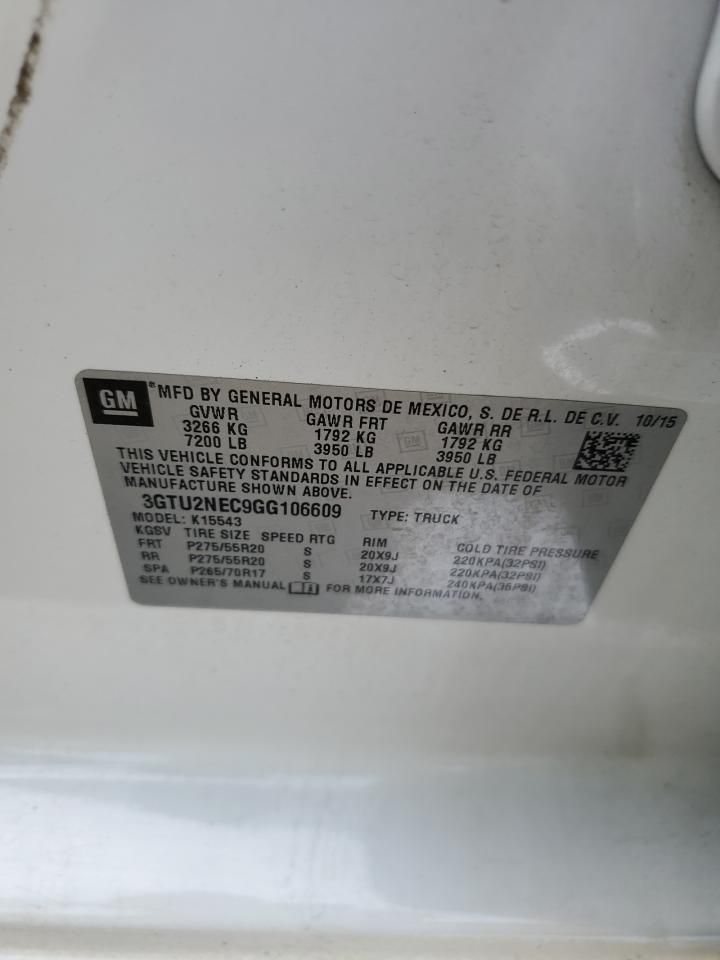 GM
*MFD BY GENERAL MOTORS DE MEXICO, S. DE R.L. DE C.V. 10/15
GVWR GAWR FRT GAWR RR
3266 KG 1792 KG 1792 KG
7200 LB 3950 LB 3950 LB
THIS VEHICLE CONFORMS TO ALL APPLICABLE U.S. FEDERAL MOTOR
VEHICLE SAFETY STANDARDS IN EFFECT ON THE DATE OF
MANUFACTURE SHOWN ABOVE.
3GTU2NEC9GG106609 TYPE: TRUCK
MODEL: K15543
KGSV TIRE SIZE SPEED RTG RIM COLD TIRE PRESSURE
FRT P275/55R20 S 20X9J 220KPA(32PSI)
RR P275/55R20 S 20X9J 220KPA(32PSI)
SPA P265/70R17 S 17X7J 240KPA(35PSI)
SEE OWNER'S MANUAL FOR MORE INFORMATION.